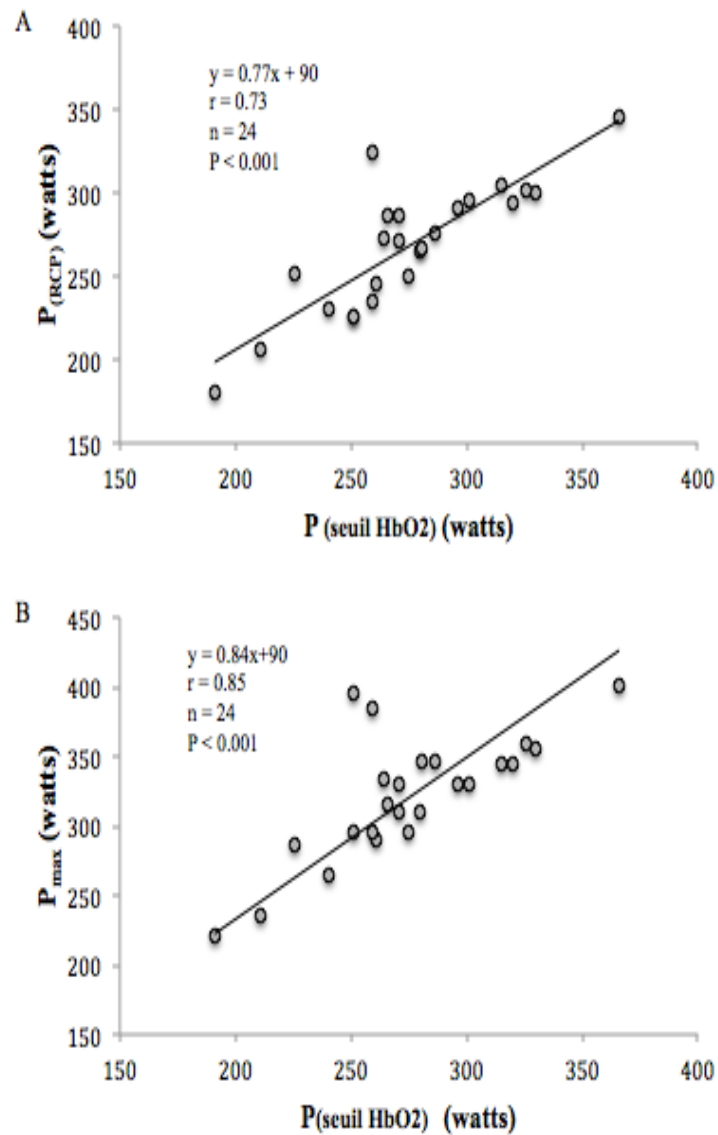 A
400
y = 0.77x + 90
r = 0.73
n = 24
P < 0.001
350
300
250
200
150
P(RCP) (watts)
150 200 250 300 350 400
P (seuil HbO2) (watts)
B
450
y = 0.84x+90
r = 0.85
n = 24
P < 0.001
400
350
300
250
200
150
Pmax (watts)
150 200 250 300 350 400
P(seuil HbO2) (watts)